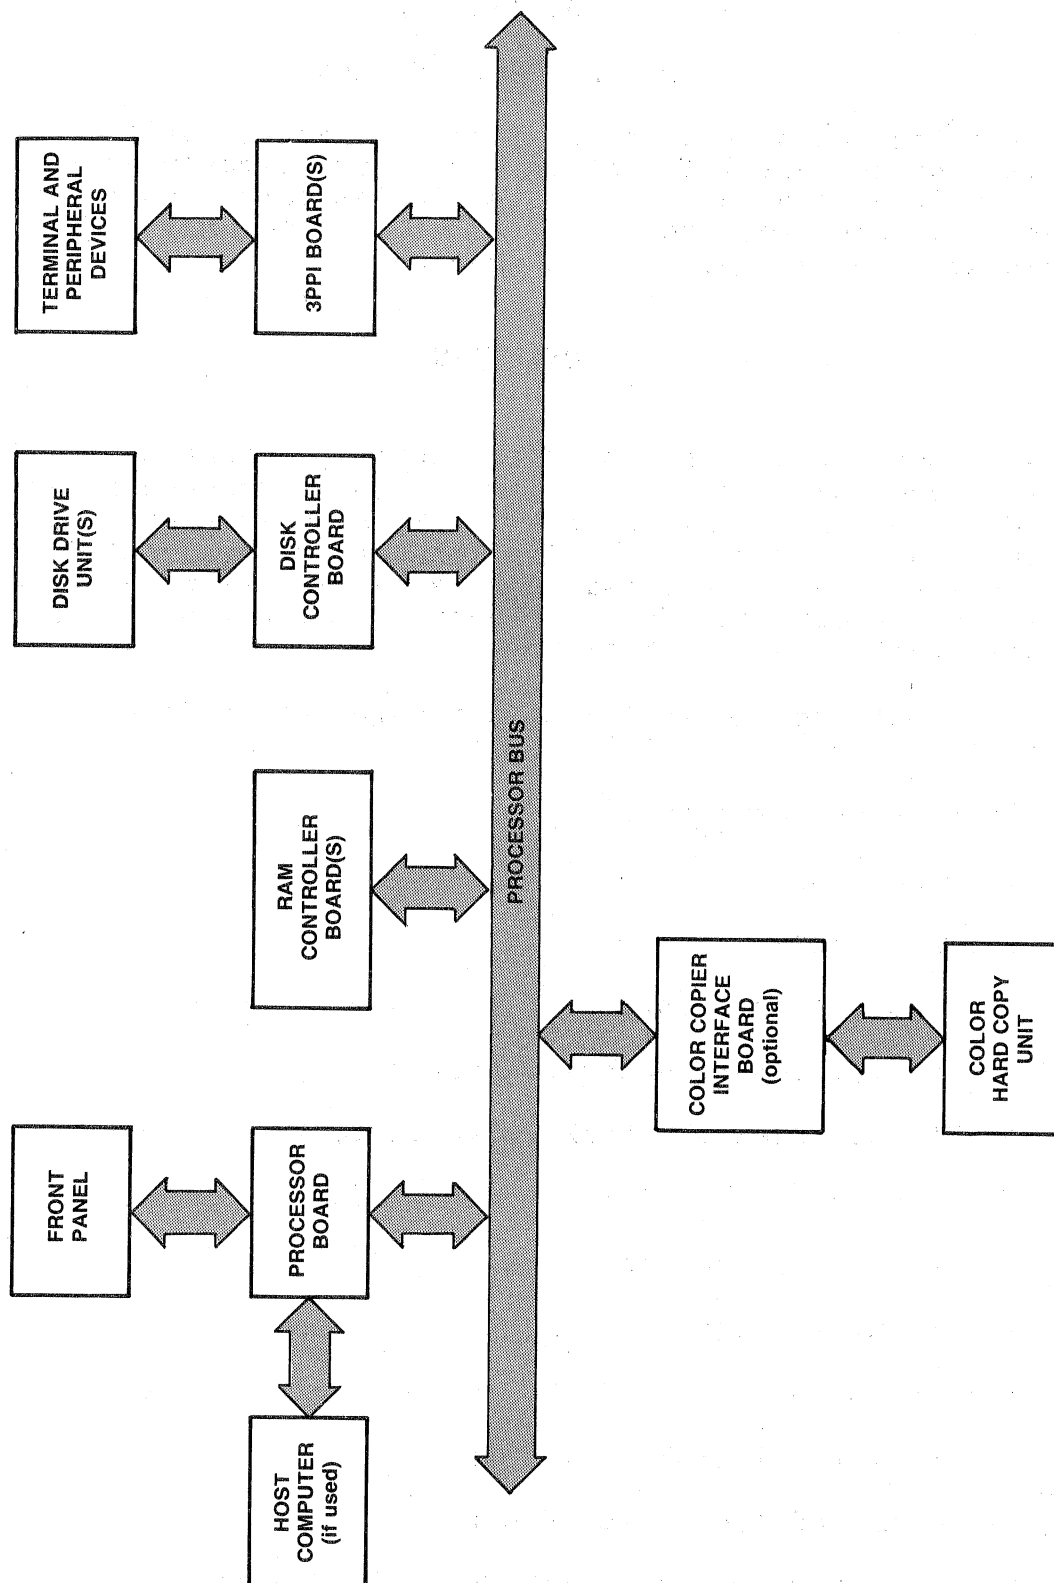 FRONT
PANEL
DISK DRIVE
UNIT(S)
TERMINAL AND
PERIPHERAL
DEVICES
HOST
COMPUTER
(if used)
PROCESSOR
BOARD
RAM
CONTROLLER
BOARD(S)
DISK
CONTROLLER
BOARD
3PPI BOARD(S)
PROCESSOR BUS
COLOR COPIER
INTERFACE
BOARD
(optional)
COLOR
HARD COPY
UNIT